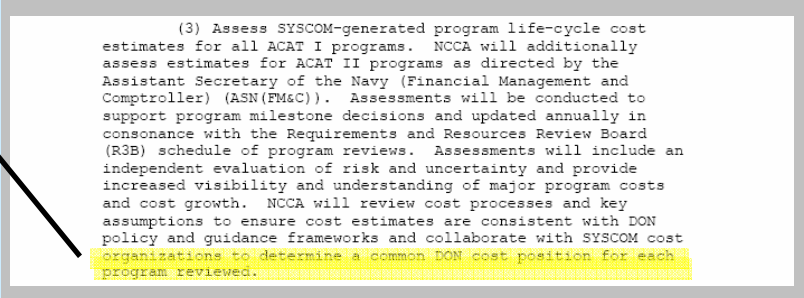 (3) Assess SYSCOM-generated program life-cycle cost
estimates for all ACAT I programs. NCCA will additionally
assess estimates for ACAT II programs as directed by the
Assistant Secretary of the Navy (Financial Management and
Comptroller) (ASN(FM&C)). Assessments will be conducted to
support program milestone decisions and updated annually in
consonance with the Requirements and Resources Review Board
(R3B) schedule of program reviews. Assessments will include an
independent evaluation of risk and uncertainty and provide
increased visibility and understanding of major program costs
and cost growth. NCCA will review cost processes and key
assumptions to ensure cost estimates are consistent with DON
policy and guidance frameworks and collaborate with SYSCOM cost
organizations to determine a common DON cost position for each
program reviewed.